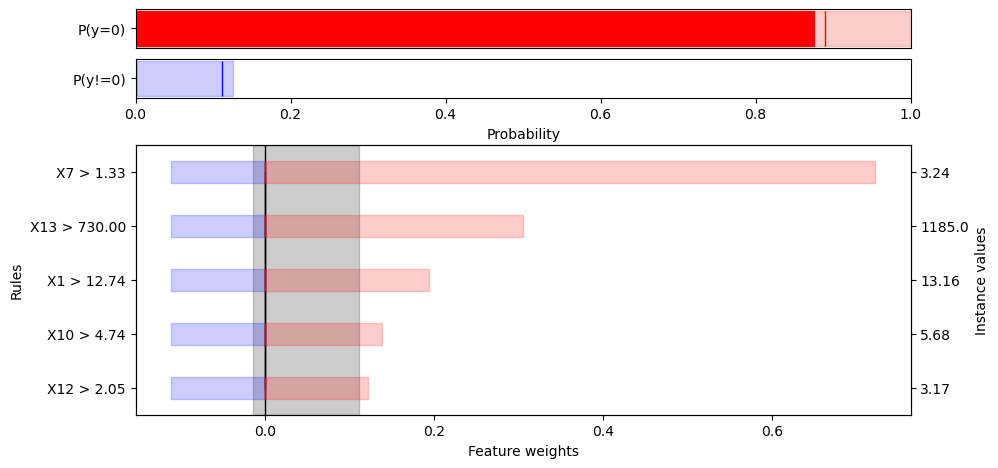 P(y=0)
P(y!=0)
0.0 0.2 0.4 0.6 0.8 1.0
Probability
Rules
X7 > 1.33 3.24
X13 > 730.00 1185.0
X1 > 12.74 13.16
X10 > 4.74 5.68
X12 > 2.05 3.17
Instance values
0.0 0.2 0.4 0.6
Feature weights